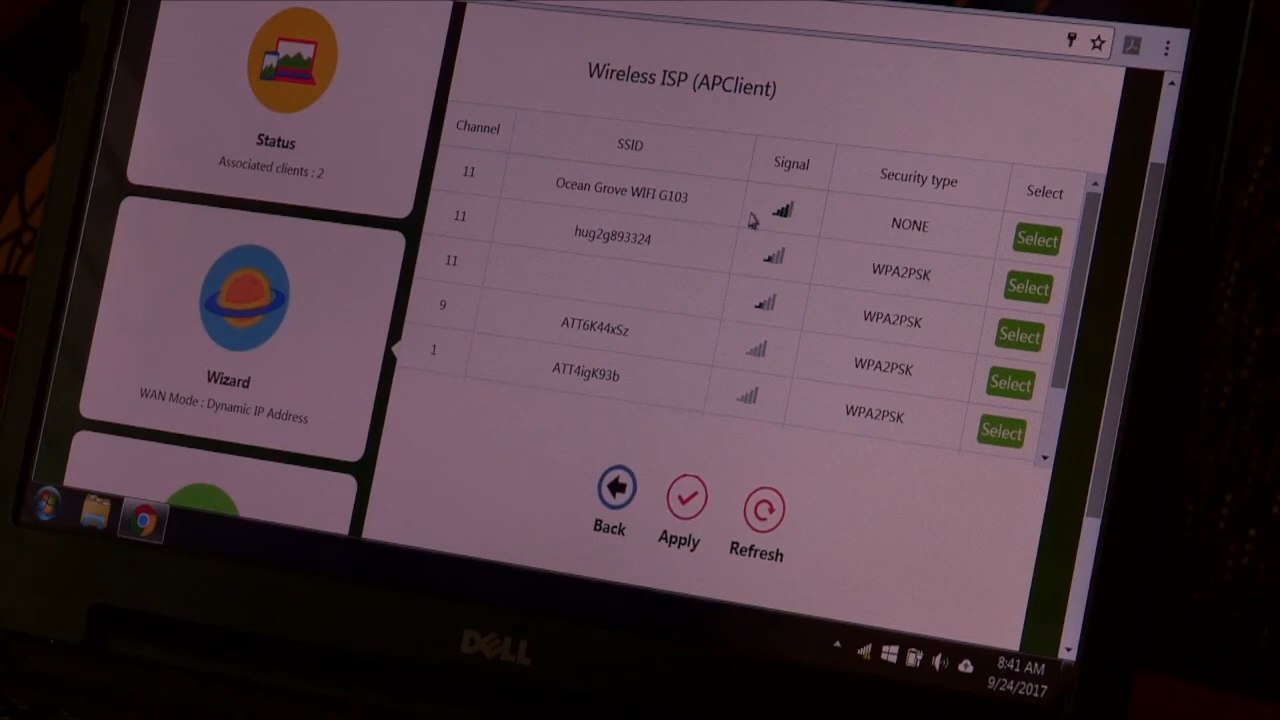 Status
Associated clients : 2
Wizard
WAN Mode : Dynamic IP Address
Wireless ISP (APClient)
Channel SSID Signal Security type Select
11 Ocean Grove WIFI G103 NONE Select
11 hug2g893324 WPA2PSK Select
11 WPA2PSK Select
9 ATT6K44xSz WPA2PSK Select
1 ATT4igK93b WPA2PSK Select
Back Apply Refresh
8:41 AM
9/24/2017
DELL